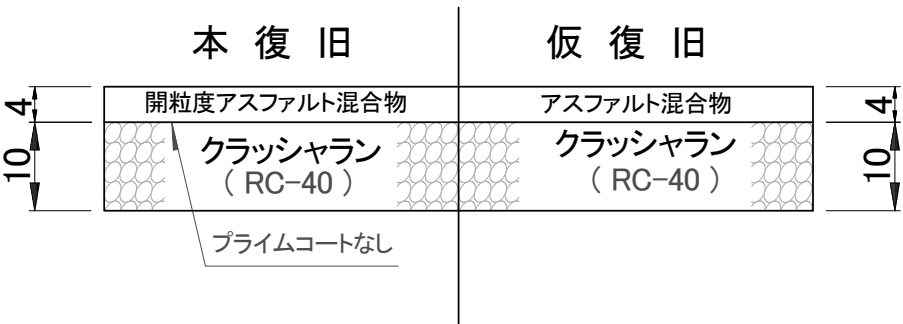 本 復 旧
仮 復 旧
4
開粒度アスファルト混合物
アスファルト混合物
4
10
クラッシャラン
( RC-40 )
クラッシャラン
( RC-40 )
10
プライムコートなし